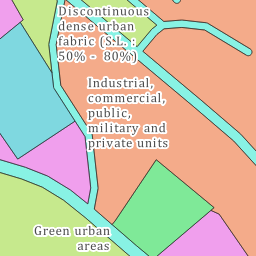 Discontinuous
dense urban
fabric (S.L. :
50% - 80%)
Industrial,
commercial,
public,
military and
private units
Green urban
areas